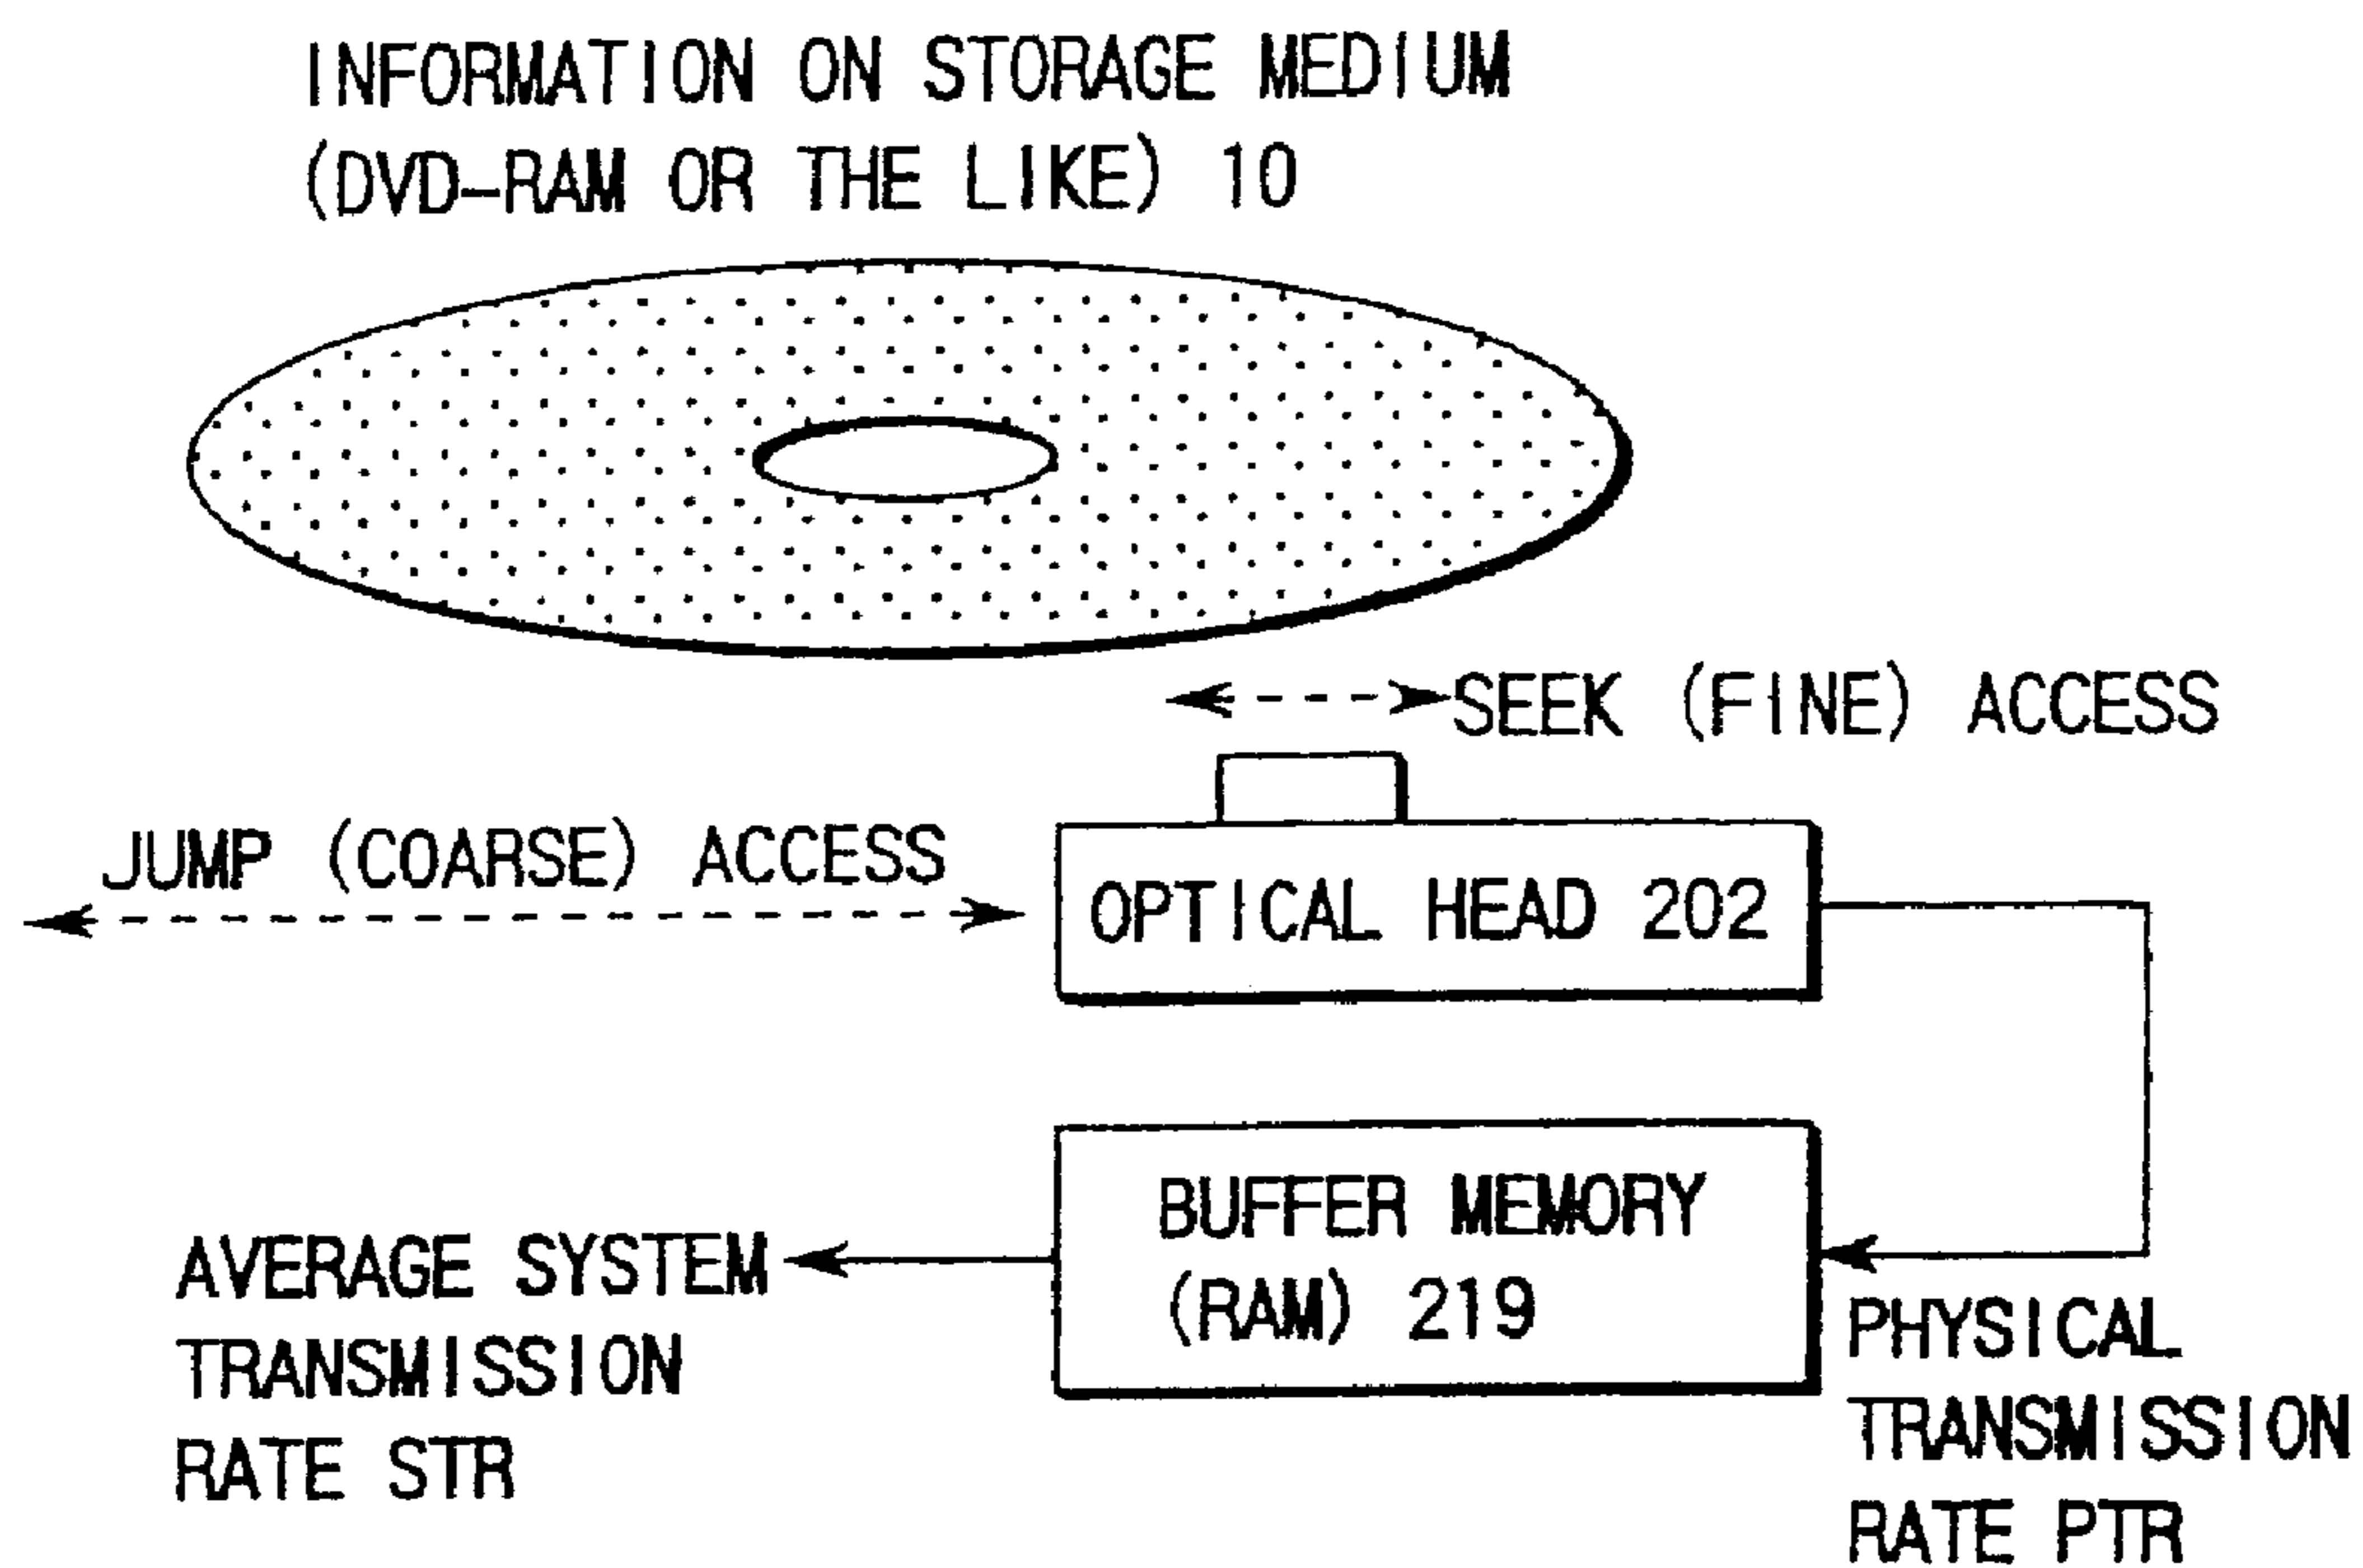 INFORMATION ON STORAGE MEDIUM
(DVD-RAM OR THE LIKE) 10
SEEK (FINE) ACCESS
JUMP (COARSE) ACCESS
OPTICAL HEAD 202
BUFFER MEMORY
(RAM) 219
AVERAGE SYSTEM
TRANSMISSION
RATE STR
PHYSICAL
TRANSMISSION
RATE PTR